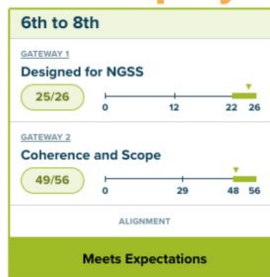 6th to 8th
GATEWAY 1
Designed for NGSS
25/26
0 12 22 26
GATEWAY 2
Coherence and Scope
49/56
0 29 48 56
ALIGNMENT
Meets Expectations